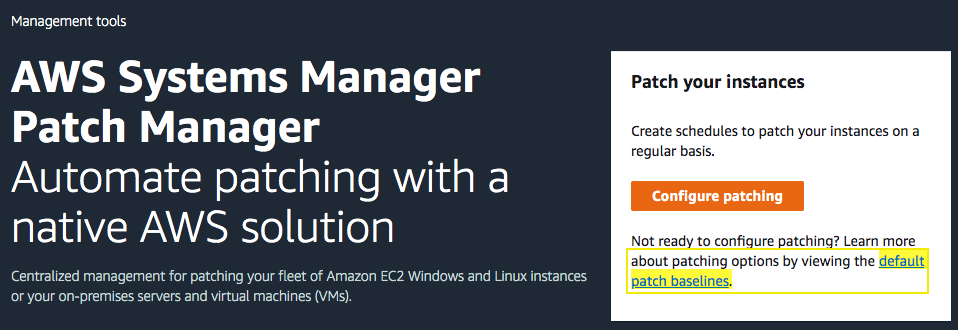 Management tools
AWS Systems Manager
Patch Manager
Automate patching with a
native AWS solution
Centralized management for patching your fleet of Amazon EC2 Windows and Linux instances
or your on-premises servers and virtual machines (VMs).
Patch your instances
Create schedules to patch your instances on a
regular basis.
Configure patching
Not ready to configure patching? Learn more
about patching options by viewing the default
patch baselines.